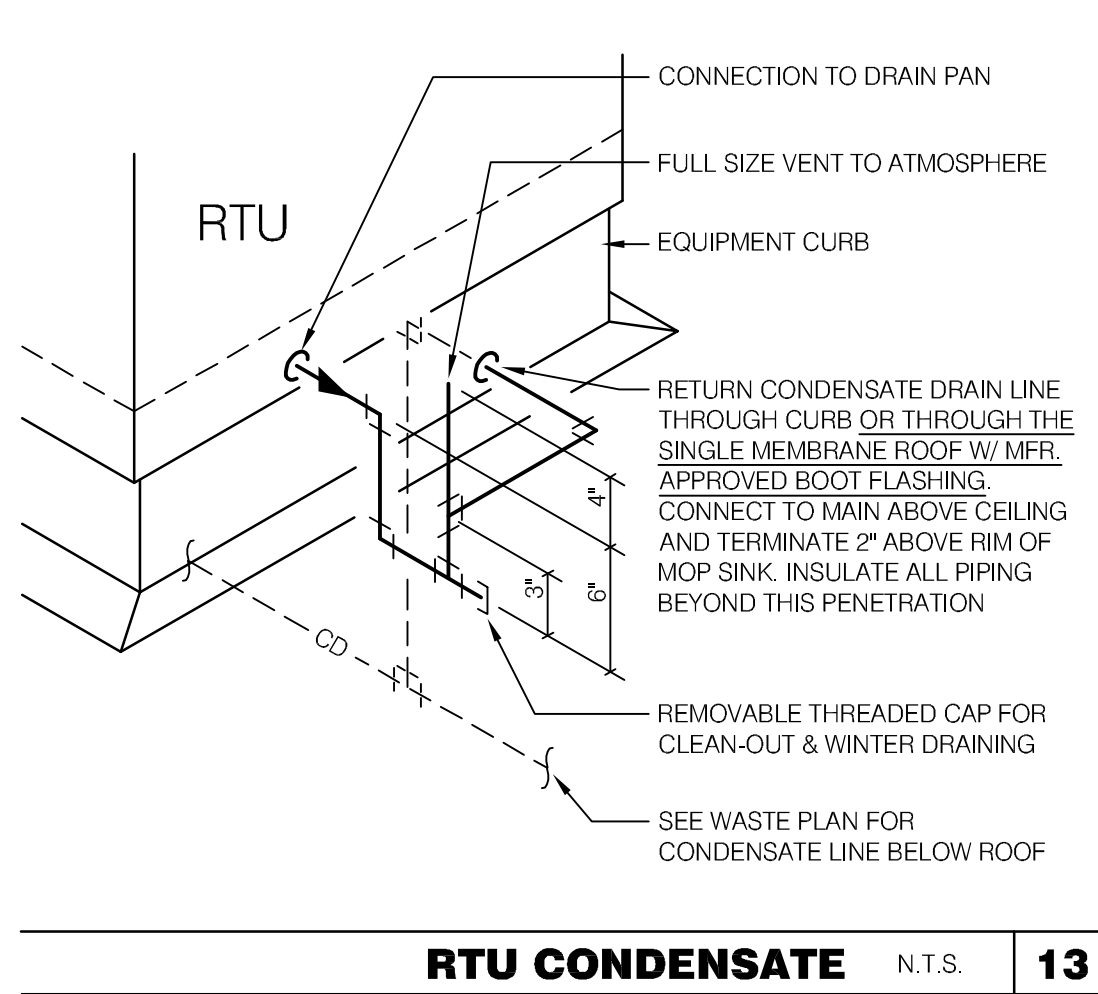 CONNECTION TO DRAIN PAN
FULL SIZE VENT TO ATMOSPHERE
RTU
EQUIPMENT CURB
RETURN CONDENSATE DRAIN LINE
THROUGH CURB OR THROUGH THE
SINGLE MEMBRANE ROOF W/ MFR.
APPROVED BOOT FLASHING.
CONNECT TO MAIN ABOVE CEILING
AND TERMINATE 2" ABOVE RIM OF
MOP SINK. INSULATE ALL PIPING
BEYOND THIS PENETRATION
4"
3"
6"
CD
REMOVABLE THREADED CAP FOR
CLEAN-OUT & WINTER DRAINING
SEE WASTE PLAN FOR
CONDENSATE LINE BELOW ROOF
RTU CONDENSATE N.T.S. 13